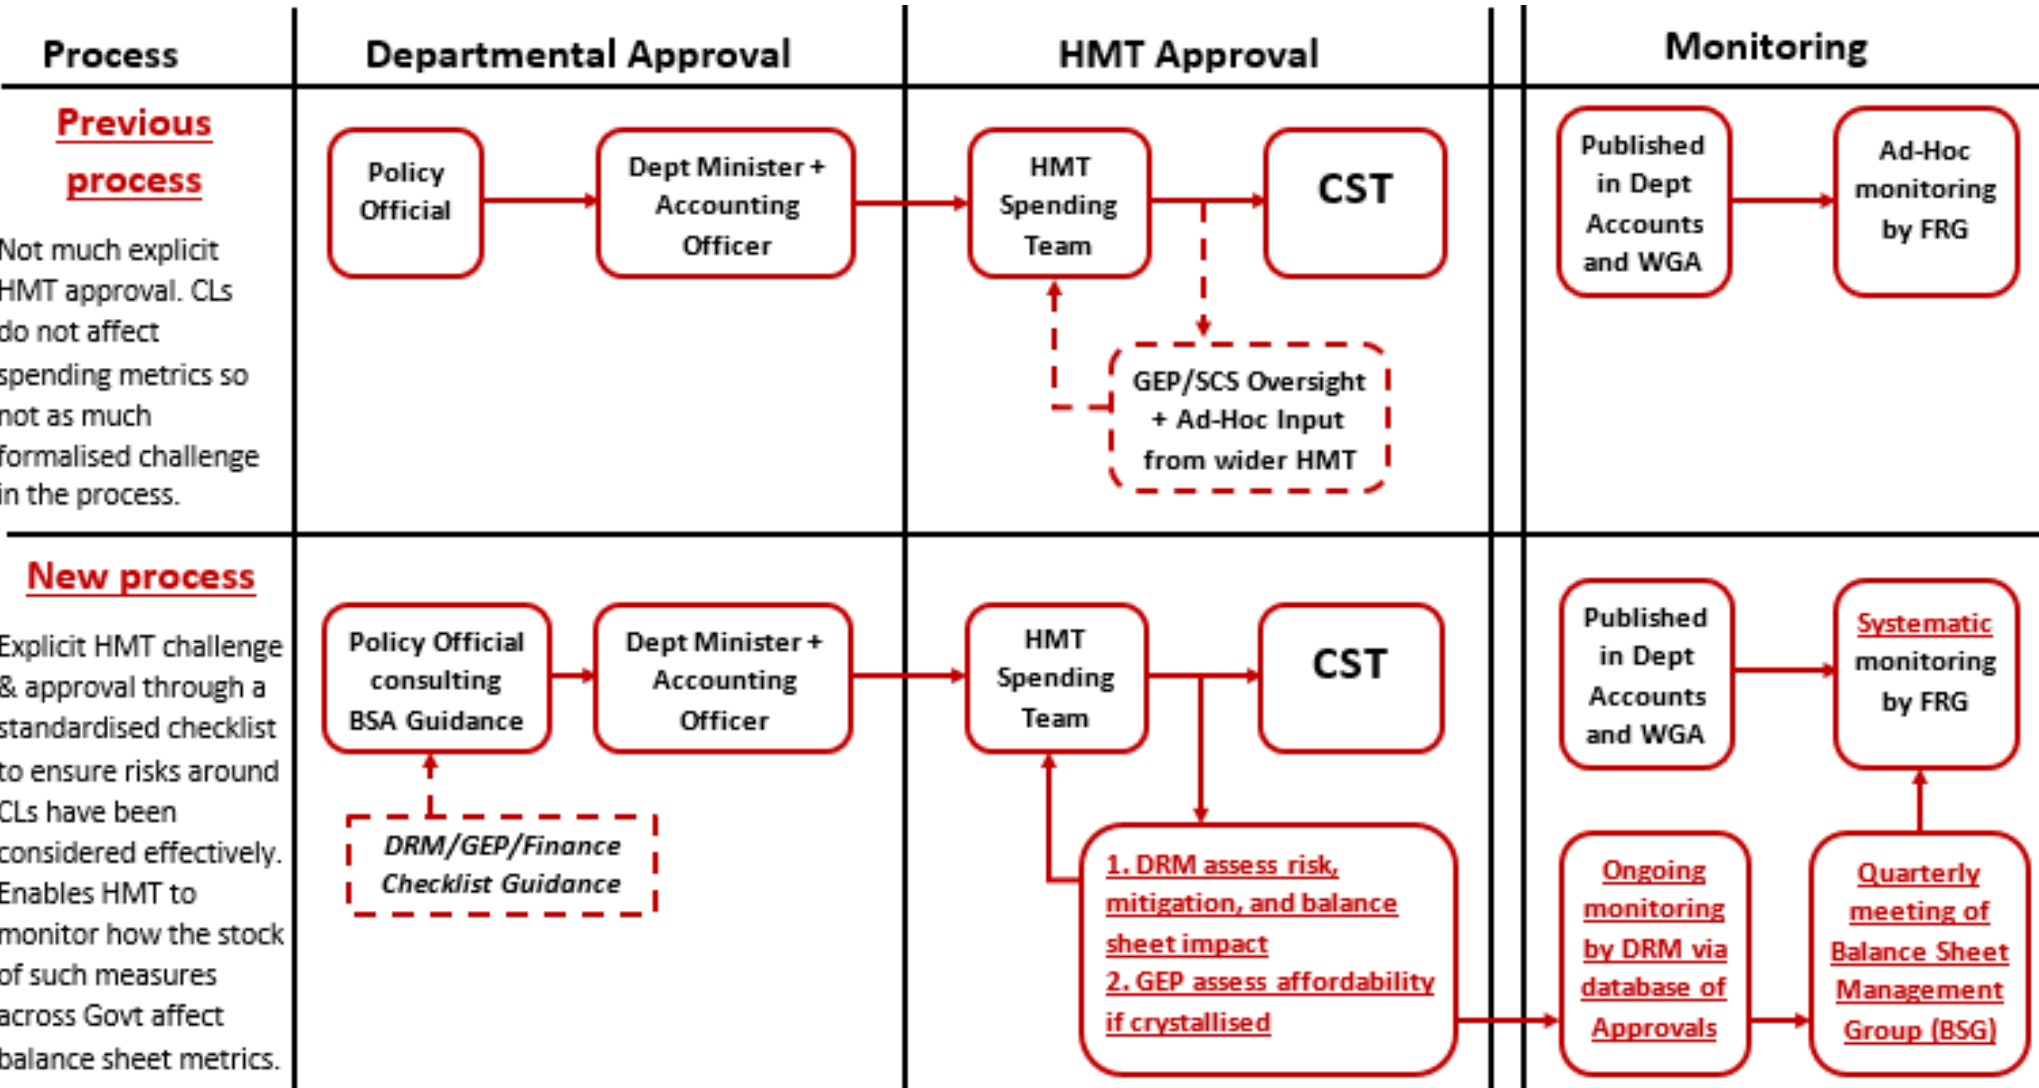 Process
Departmental Approval
HMT Approval
Monitoring
Previous
process
Not much explicit
HMT approval. CLs
do not affect
spending metrics so
not as much
formalised challenge
in the process.
Policy
Official
Dept Minister +
Accounting
Officer
HMT
Spending
Team
CST
GEP/SCS Oversight
+ Ad-Hoc Input
from wider HMT
Published
in Dept
Accounts
and WGA
Ad-Hoc
monitoring
by FRG
New process
Explicit HMT challenge
& approval through a
standardised checklist
to ensure risks around
CLs have been
considered effectively.
Enables HMT to
monitor how the stock
of such measures
across Govt affect
balance sheet metrics.
Policy Official
consulting
BSA Guidance
DRM/GEP/Finance
Checklist Guidance
Dept Minister +
Accounting
Officer
HMT
Spending
Team
CST
1. DRM assess risk,
mitigation, and balance
sheet impact
2. GEP assess affordability
if crystallised
Published
in Dept
Accounts
and WGA
Systematic
monitoring
by FRG
Ongoing
monitoring
by DRM via
database of
Approvals
Quarterly
meeting of
Balance Sheet
Management
Group (BSG)